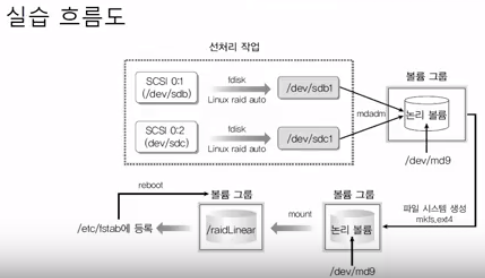 실습 흐름도
선처리 작업
SCSI 0:1
(/dev/sdb)
fdisk
Linux raid auto
/dev/sdb1
SCSI 0:2
(/dev/sdc)
fdisk
Linux raid auto
/dev/sdc1
mdadm
볼륨 그룹
논리 볼륨
/dev/md9
파일 시스템 생성
mkfs.ext4
볼륨 그룹
논리 볼륨
/dev/md9
mount
볼륨 그룹
/raidLinear
reboot
/etc/fstab에 등록